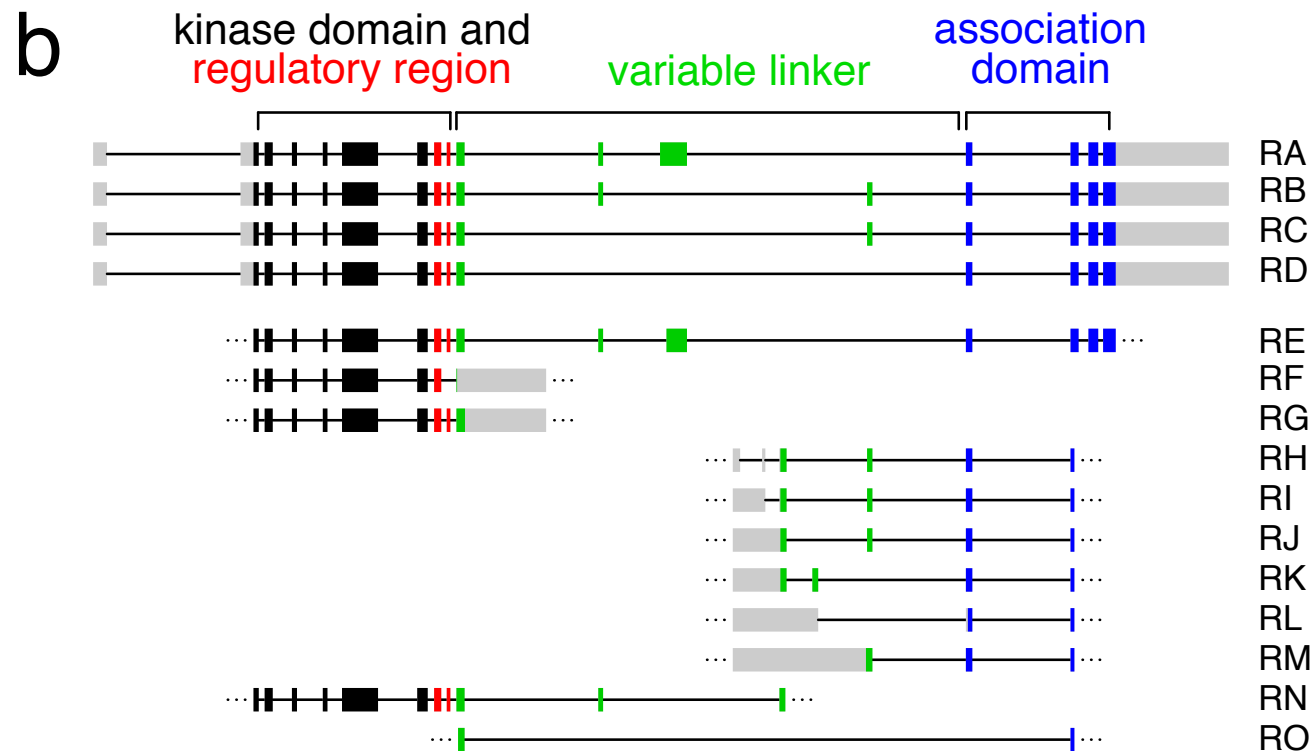 b
kinase domain and
regulatory region
variable linker
association
domain
RA
RB
RC
RD
... RE
... ... RF
... ... RG
... ... RH
... ... RI
... ... RJ
... ... RK
... ... RL
... ... RM
... ... RN
... ... RO